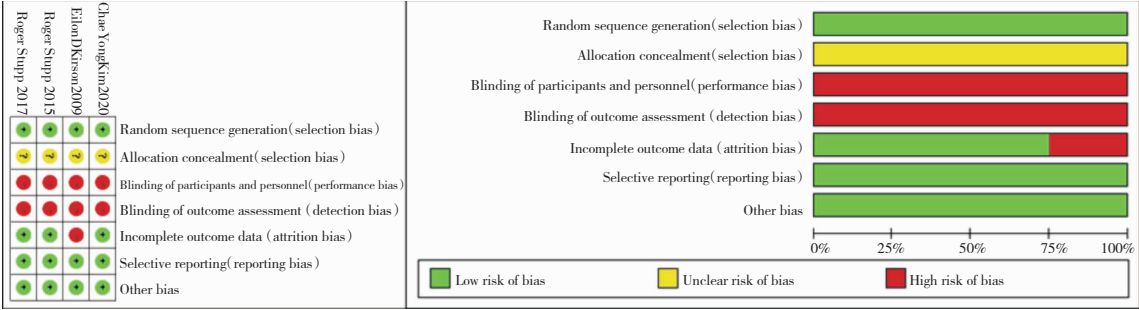 Roger Stupp 2017
Roger Stupp 2015
EilonDKirson2009
ChaeYongKim2020
+ + + + Random sequence generation(selection bias)
? ? ? ? Allocation concealment(selection bias)
Blinding of participants and personnel(performance bias)
Blinding of outcome assessment (detection bias)
+ + + Incomplete outcome data (attrition bias)
+ + + + Selective reporting(reporting bias)
+ + + + Other bias
Random sequence generation(selection bias)
Allocation concealment(selection bias)
Blinding of participants and personnel(performance bias)
Blinding of outcome assessment (detection bias)
Incomplete outcome data (attrition bias)
Selective reporting(reporting bias)
Other bias
0% 25% 50% 75% 100%
Low risk of bias Unclear risk of bias High risk of bias